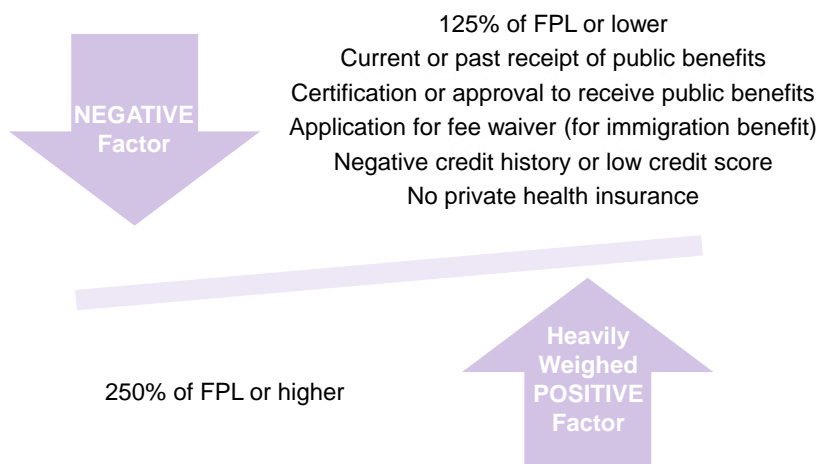 NEGATIVE
Factor
125% of FPL or lower
Current or past receipt of public benefits
Certification or approval to receive public benefits
Application for fee waiver (for immigration benefit)
Negative credit history or low credit score
No private health insurance
250% of FPL or higher
Heavily
Weighed
POSITIVE
Factor